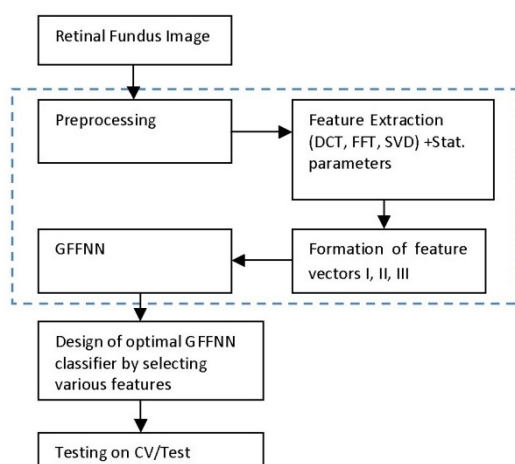 Retinal Fundus Image
Preprocessing
Feature Extraction
(DCT, FFT, SVD) +Stat.
parameters
Formation of feature
vectors I, II, III
GFFNN
Design of optimal GFFNN
classifier by selecting
various features
Testing on CV/Test